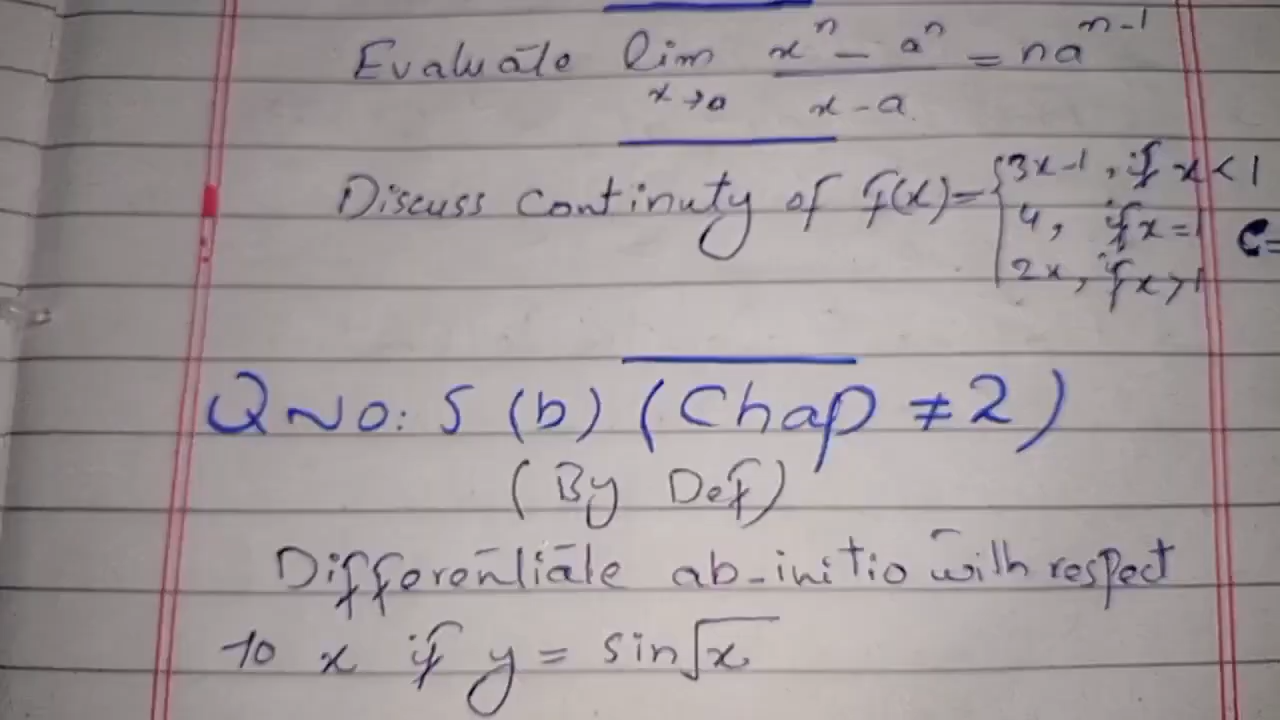 Evaluate lim x→a xⁿ - aⁿ / x - a = naⁿ⁻¹
Discuss continuty of f(x) = { 3x-1, if x < 1
4, if x = 1
2x, if x > 1
C=
Q No: 5 (b) (Chap ≠ 2)
(By Def)
Differentiate ab-initio with respect
to x if y = sin√x